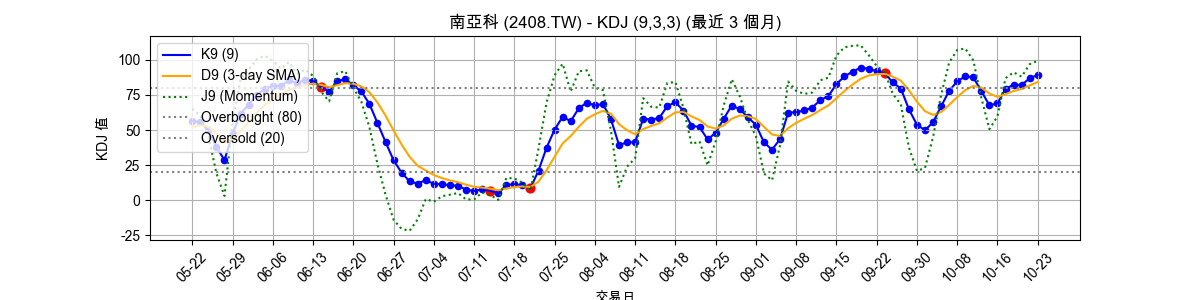 南亞科 (2408.TW) - KDJ (9,3,3) (最近 3 個月)
K9 (9)
D9 (3-day SMA)
J9 (Momentum)
Overbought (80)
Oversold (20)
KDJ 值
100
75
50
25
0
-25
05-22 05-29 06-06 06-13 06-20 06-27 07-04 07-11 07-18 07-25 08-04 08-11 08-18 08-25 09-01 09-08 09-15 09-22 09-30 10-08 10-16 10-23
交易日